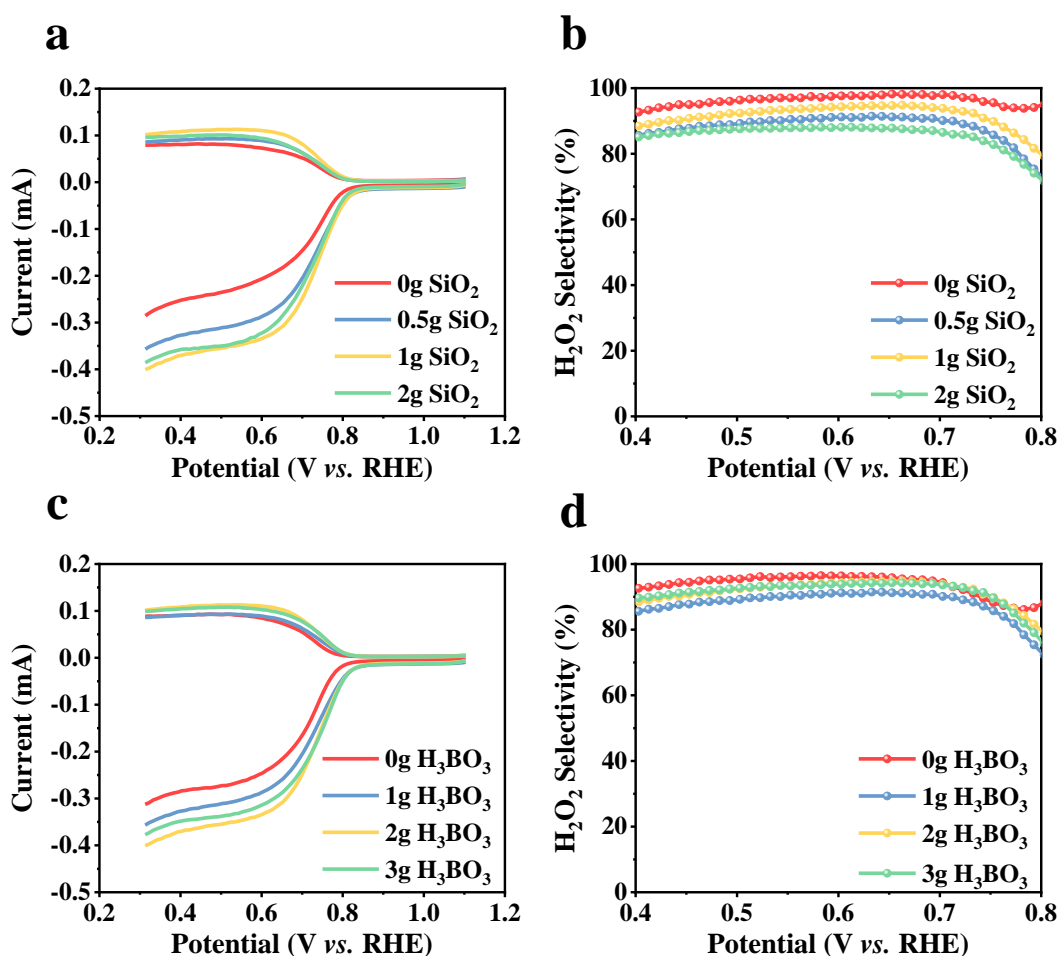 a
0.2
0.1
0.0
-0.1
-0.2
-0.3
-0.4
-0.5
Current (mA)
0g SiO₂
0.5g SiO₂
1g SiO₂
2g SiO₂
0.2 0.4 0.6 0.8 1.0 1.2
Potential (V vs. RHE)
b
100
80
60
40
20
0
H₂O₂ Selectivity (%)
0g SiO₂
0.5g SiO₂
1g SiO₂
2g SiO₂
0.4 0.5 0.6 0.7 0.8
Potential (V vs. RHE)
c
0.2
0.1
0.0
-0.1
-0.2
-0.3
-0.4
-0.5
Current (mA)
0g H₃BO₃
1g H₃BO₃
2g H₃BO₃
3g H₃BO₃
0.2 0.4 0.6 0.8 1.0 1.2
Potential (V vs. RHE)
d
100
80
60
40
20
0
H₂O₂ Selectivity (%)
0g H₃BO₃
1g H₃BO₃
2g H₃BO₃
3g H₃BO₃
0.4 0.5 0.6 0.7 0.8
Potential (V vs. RHE)